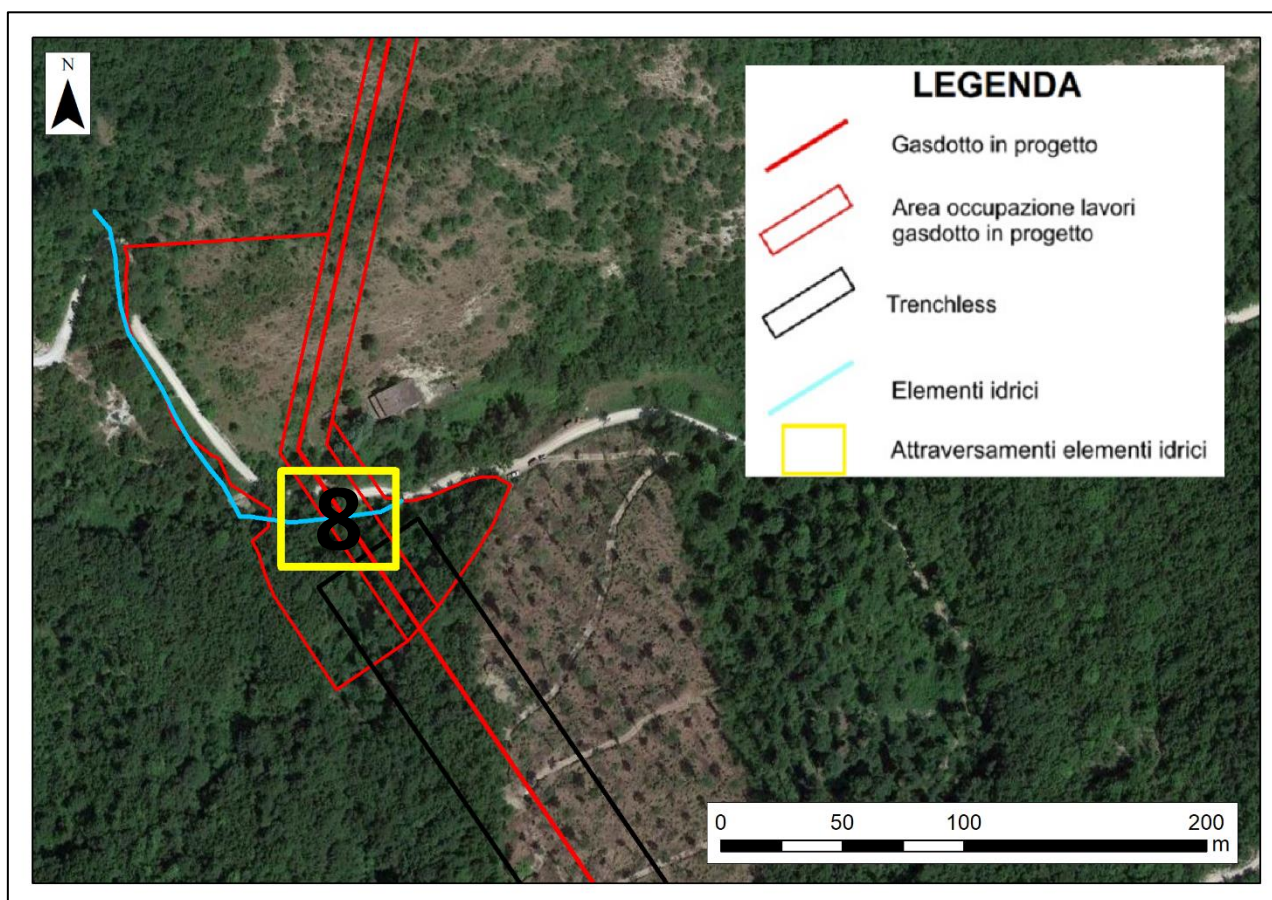 N
LEGENDA
Gasdotto in progetto
Area occupazione lavori
gasdotto in progetto
Trenchless
Elementi idrici
Attraversamenti elementi idrici
8
0 50 100 200
m